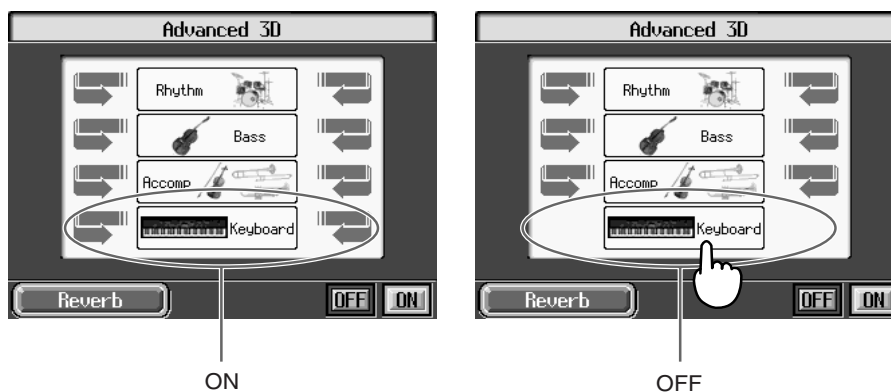 Advanced 3D
Rhythm
Bass
Accomp
Keyboard
Reverb
OFF
ON
ON
Advanced 3D
Rhythm
Bass
Accomp
Keyboard
Reverb
OFF
ON
OFF